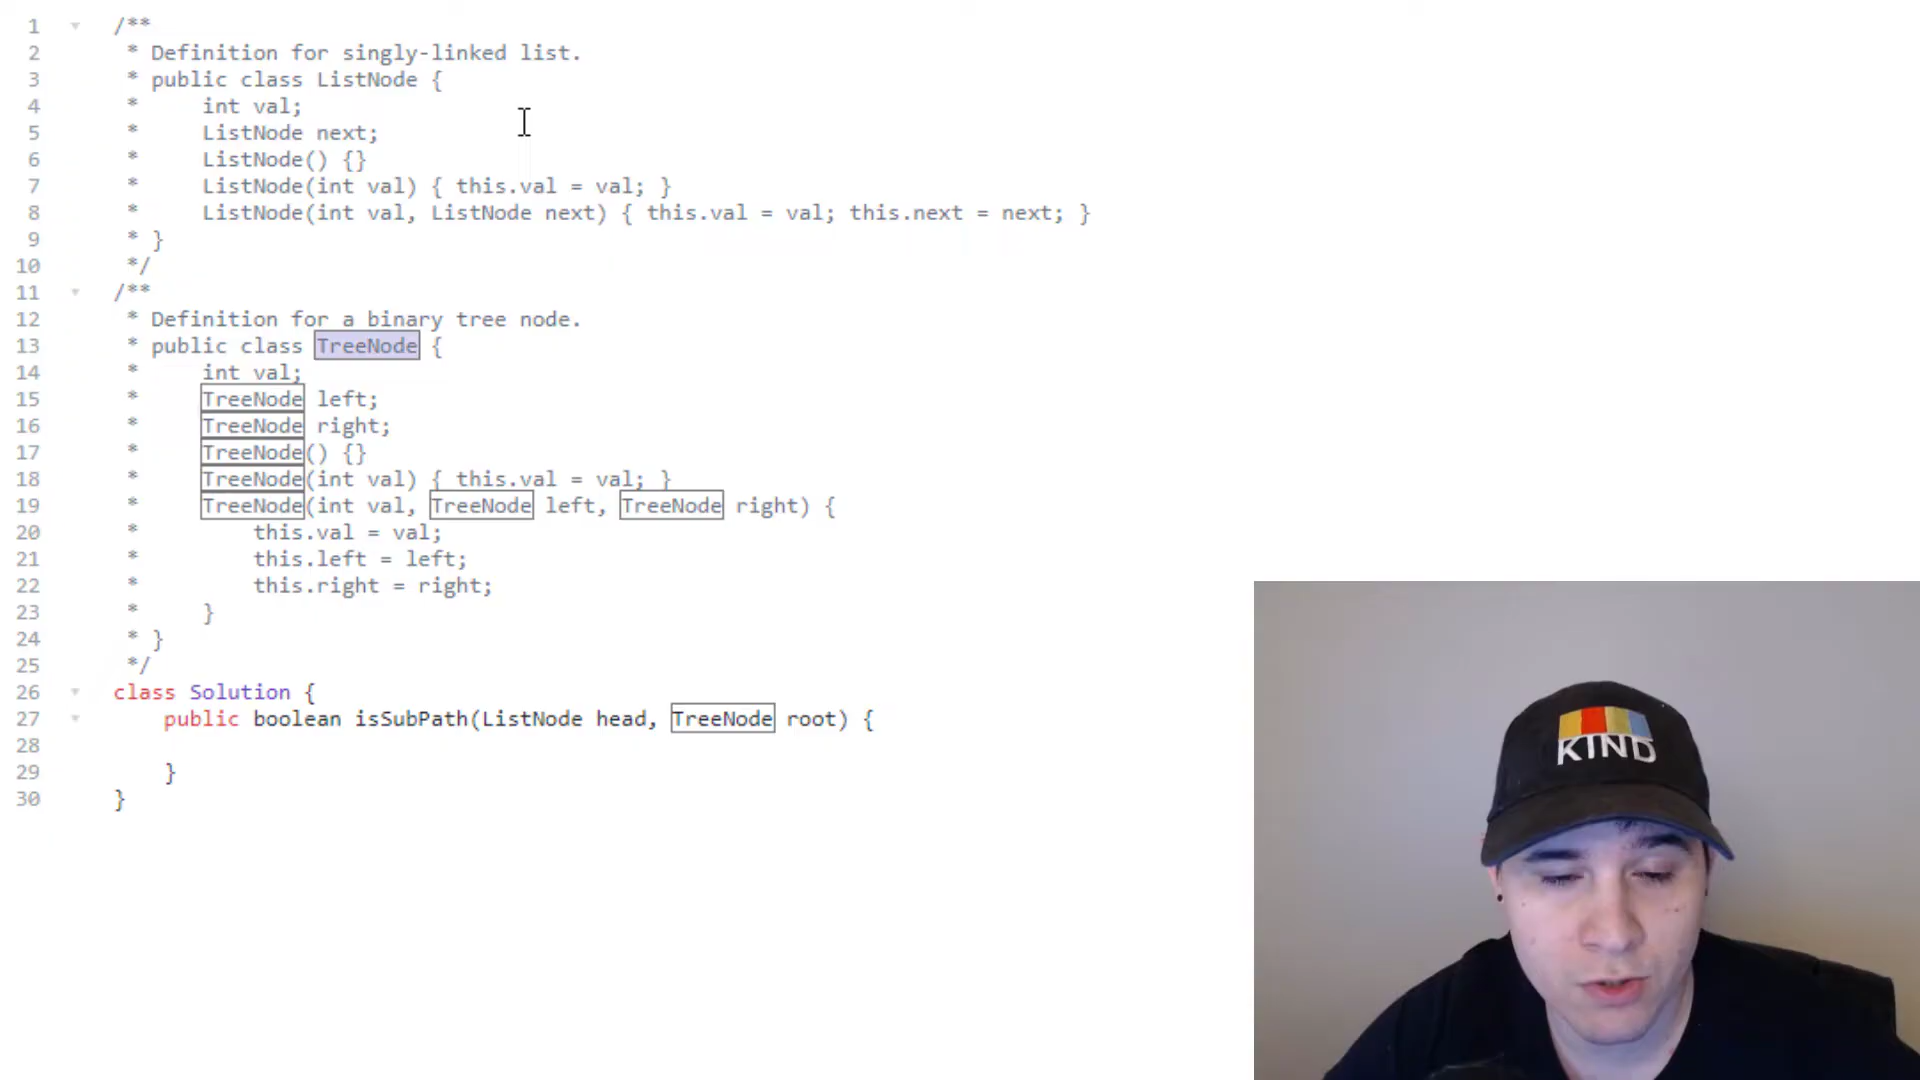 1 /**
2 * Definition for singly-linked list.
3 * public class ListNode {
4 *     int val;
5 *     ListNode next;
6 *     ListNode() {}
7 *     ListNode(int val) { this.val = val; }
8 *     ListNode(int val, ListNode next) { this.val = val; this.next = next; }
9 * }
10 */
11 /**
12 * Definition for a binary tree node.
13 * public class TreeNode {
14 *     int val;
15 *     TreeNode left;
16 *     TreeNode right;
17 *     TreeNode() {}
18 *     TreeNode(int val) { this.val = val; }
19 *     TreeNode(int val, TreeNode left, TreeNode right) {
20 *         this.val = val;
21 *         this.left = left;
22 *         this.right = right;
23 *     }
24 * }
25 */
26 class Solution {
27     public boolean isSubPath(ListNode head, TreeNode root) {
28
29     }
30 }
KIND